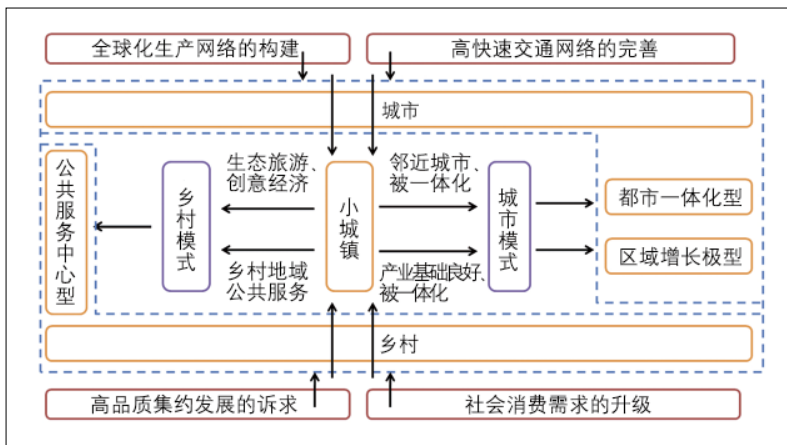 全球化生产网络的构建
高快速交通网络的完善
城市
公共服务中心型
乡村模式
生态旅游、
创意经济
乡村地域
公共服务
小城镇
邻近城市、
被一体化
产业基础良好、
被一体化
城市模式
都市一体化型
区域增长极型
乡村
高品质集约发展的诉求
社会消费需求的升级